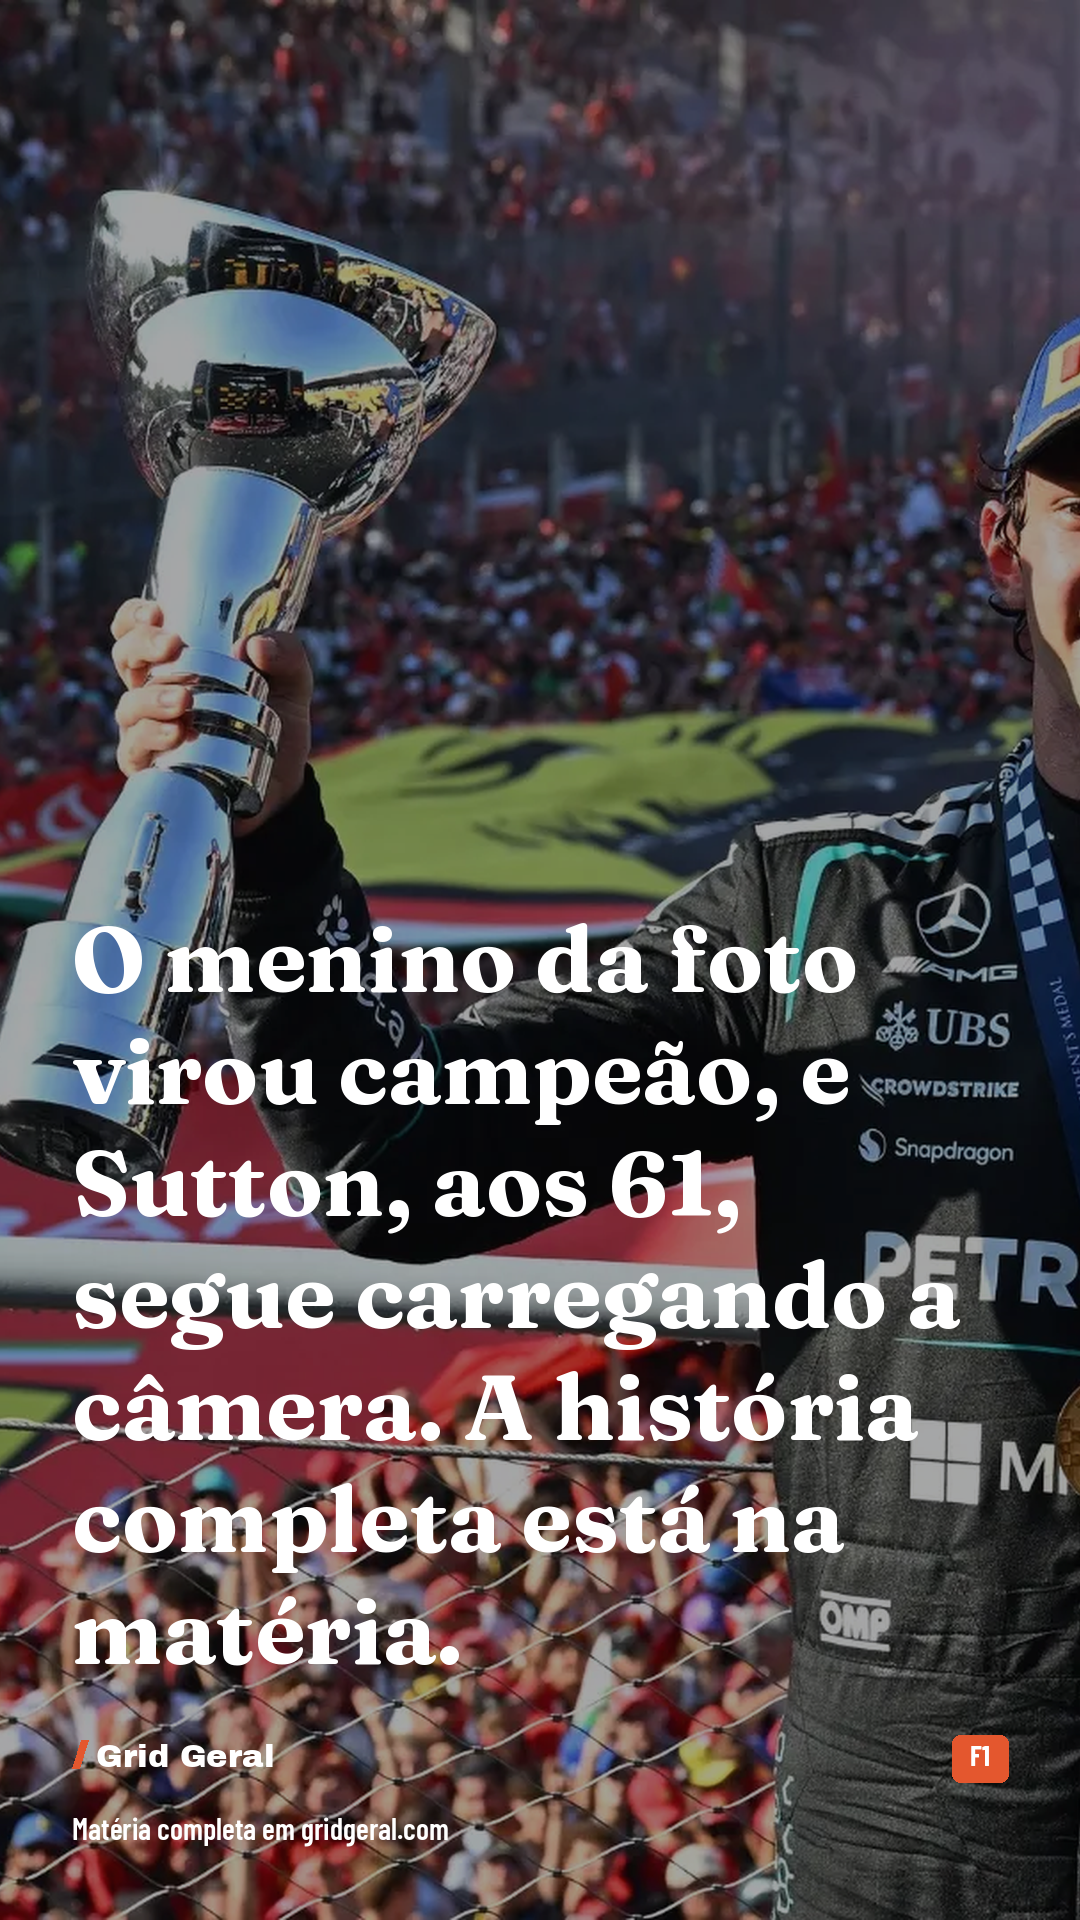 AMG
UBS
CROWDSTRIKE
Snapdragon
PETR
M
OMP
O menino da foto
virou campeão, e
Sutton, aos 61,
segue carregando a
câmera. A história
completa está na
matéria.
Grid Geral
F1
Matéria completa em gridgeral.com